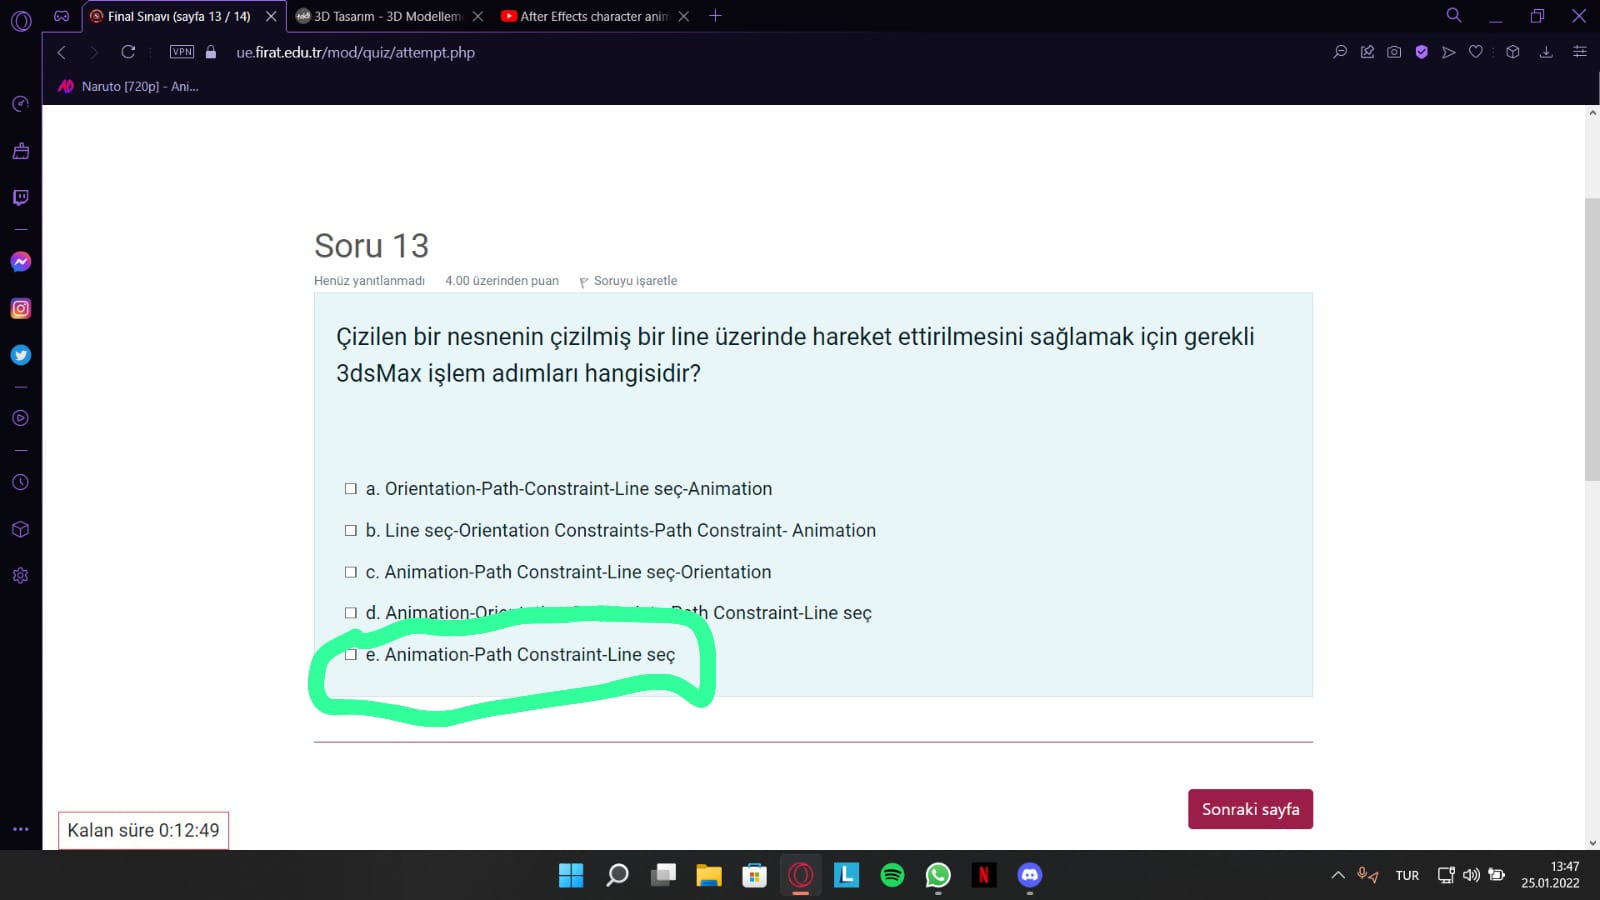 Final Sınavı (sayfa 13 / 14)
3D Tasarım - 3D Modelleme
After Effects character anim
VPN
ue.firat.edu.tr/mod/quiz/attempt.php
Naruto [720p] - Ani...
Soru 13
Henüz yanıtlanmadı 4.00 üzerinden puan Soruyu işaretle
Çizilen bir nesnenin çizilmiş bir line üzerinde hareket ettirilmesini sağlamak için gerekli
3dsMax işlem adımları hangisidir?
a. Orientation-Path-Constraint-Line seç-Animation
b. Line seç-Orientation Constraints-Path Constraint- Animation
c. Animation-Path Constraint-Line seç-Orientation
d. Animation-Path Constraint-Line seç
e. Animation-Path Constraint-Line seç
Sonraki sayfa
Kalan süre 0:12:49
L
N
TUR
13:47
25.01.2022